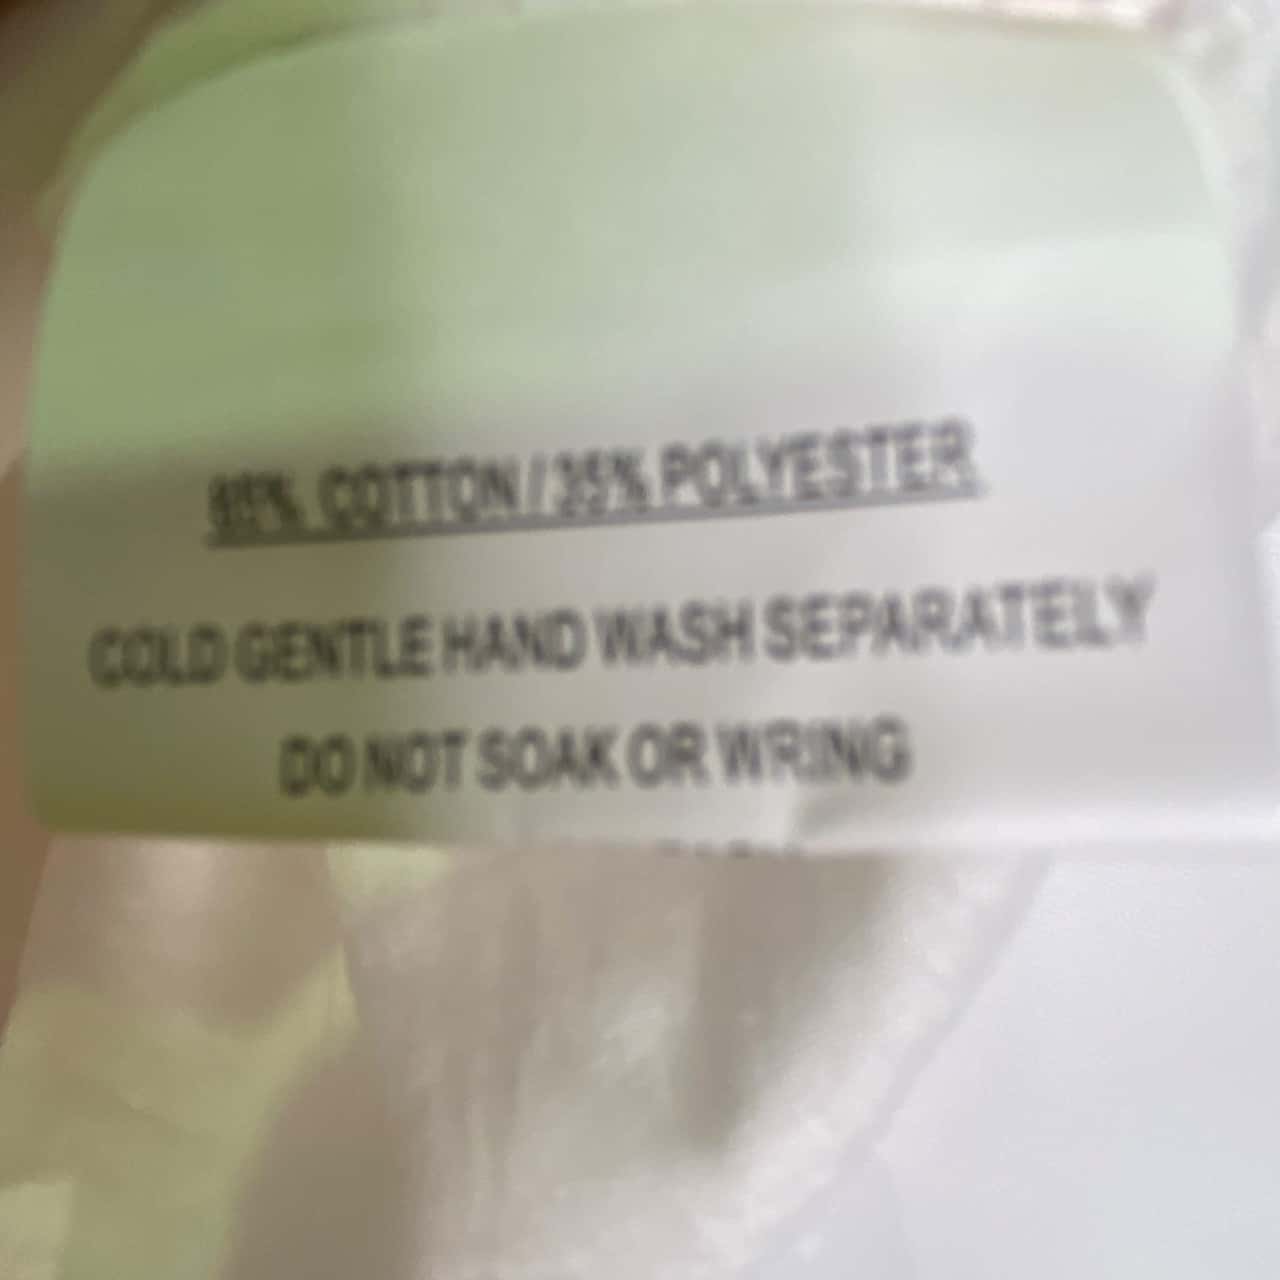 COTTON / 35% POLYESTER
COLD GENTLE HAND WASH SEPARATELY
DO NOT SOAK OR WRING